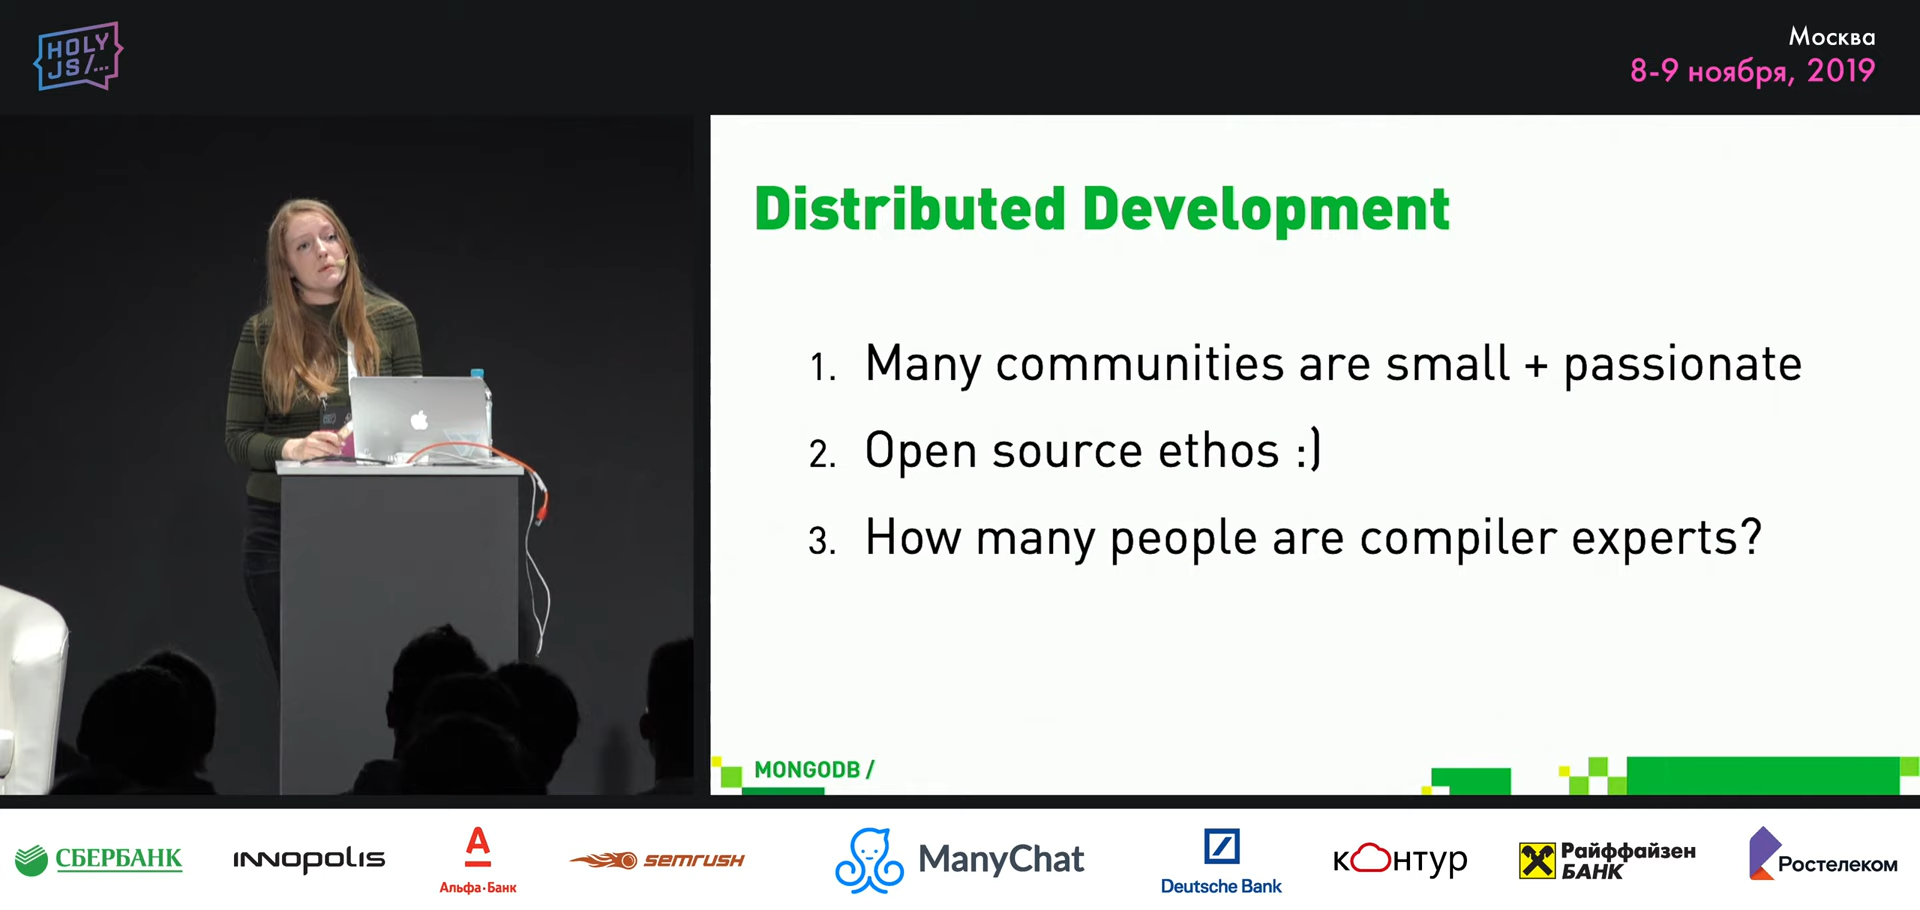 HOLY
JS/...
Москва
8-9 ноября, 2019
Distributed Development
1. Many communities are small + passionate
2. Open source ethos :)
3. How many people are compiler experts?
MONGODB /
СБЕРБАНК
INNOPOLIS
Альфа·Банк
semrush
ManyChat
Deutsche Bank
контур
Райффайзен
БАНК
Ростелеком